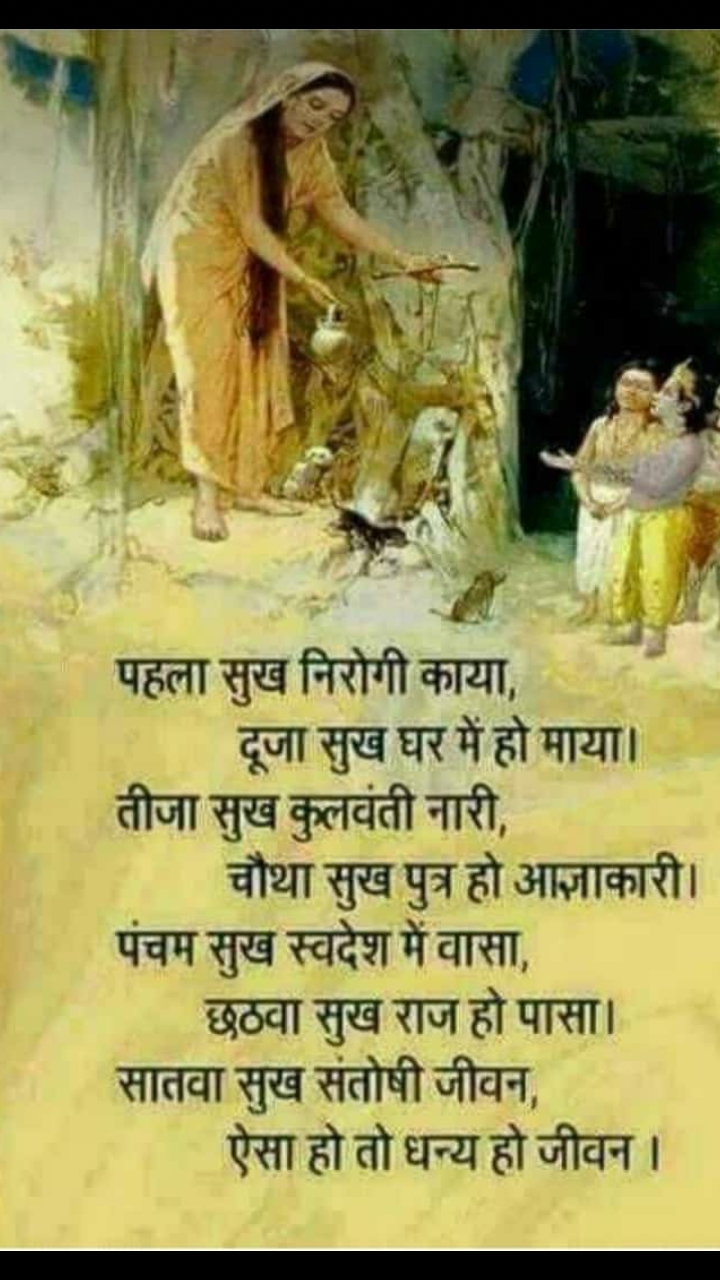 पहला सुख निरोगी काया,
दूजा सुख घर में हो माया।
तीजा सुख कुलवंती नारी,
चौथा सुख पुत्र हो आज्ञाकारी।
पंचम सुख स्वदेश में वासा,
छठवा सुख राज हो पासा।
सातवा सुख संतोषी जीवन,
ऐसा हो तो धन्य हो जीवन ।